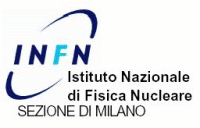 INFN
Istituto Nazionale
di Fisica Nucleare
SEZIONE DI MILANO